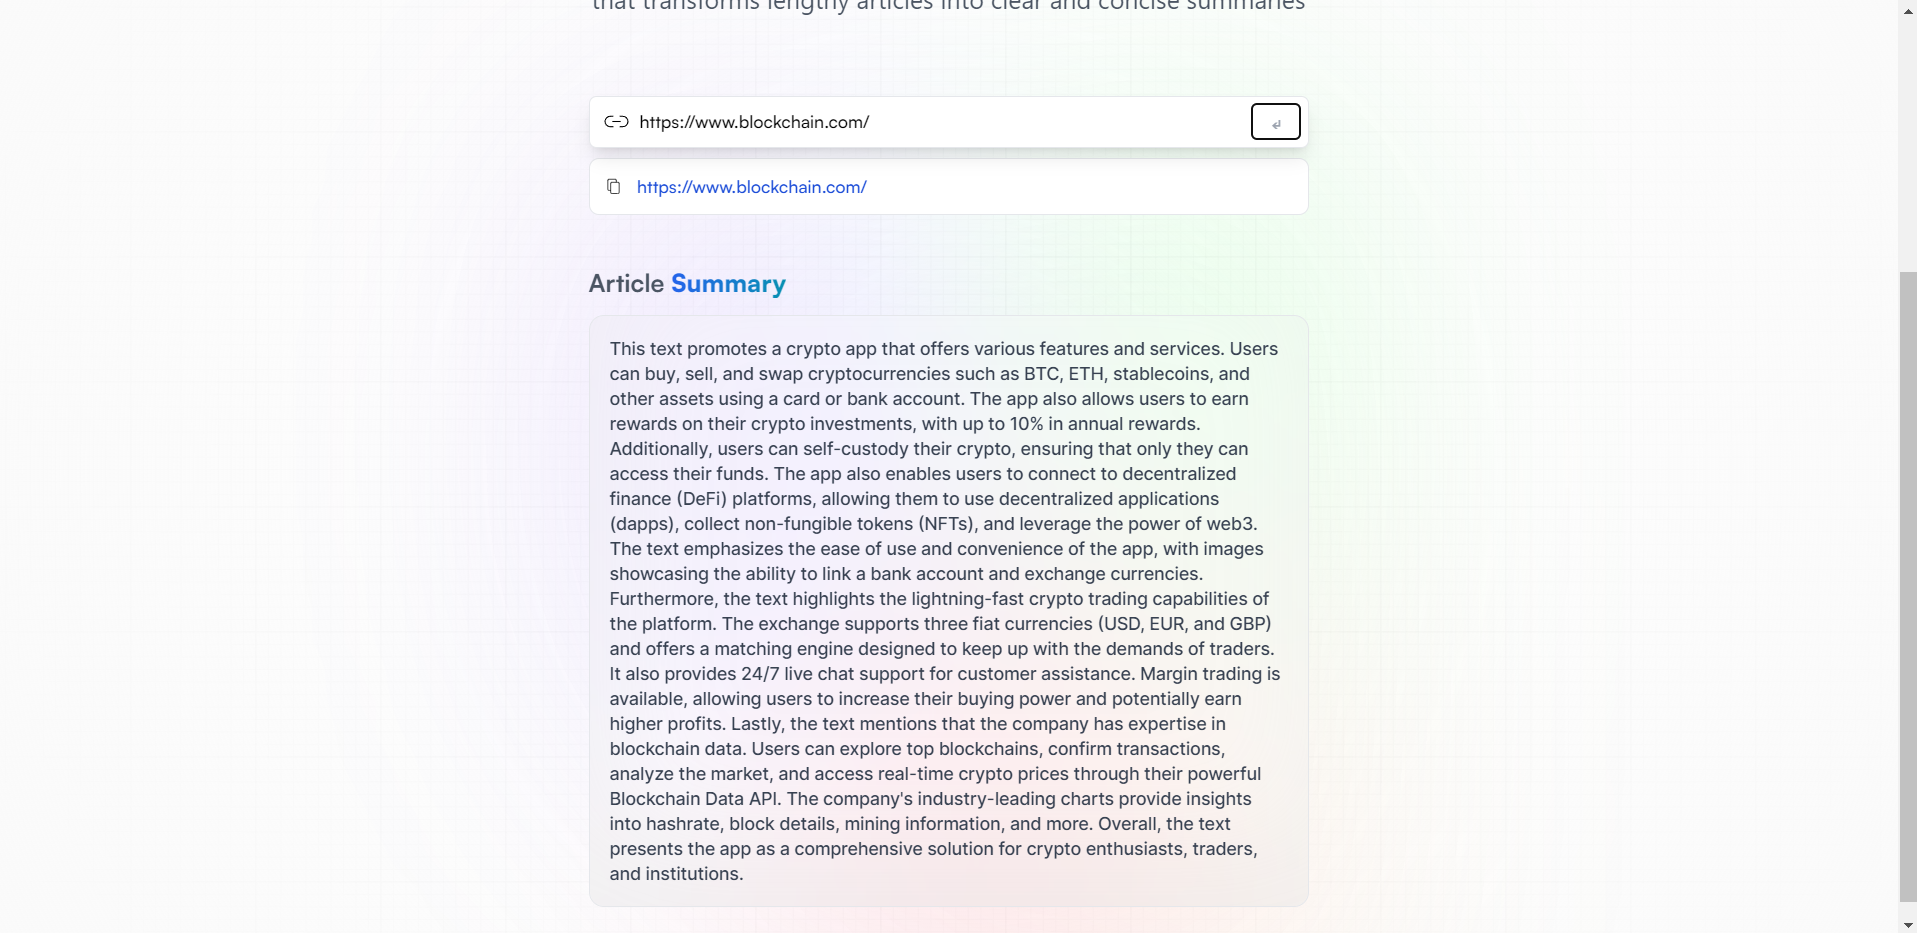 that transforms lengthy articles into clear and concise summaries
https://www.blockchain.com/
https://www.blockchain.com/
Article Summary
This text promotes a crypto app that offers various features and services. Users
can buy, sell, and swap cryptocurrencies such as BTC, ETH, stablecoins, and
other assets using a card or bank account. The app also allows users to earn
rewards on their crypto investments, with up to 10% in annual rewards.
Additionally, users can self-custody their crypto, ensuring that only they can
access their funds. The app also enables users to connect to decentralized
finance (DeFi) platforms, allowing them to use decentralized applications
(dapps), collect non-fungible tokens (NFTs), and leverage the power of web3.
The text emphasizes the ease of use and convenience of the app, with images
showcasing the ability to link a bank account and exchange currencies.
Furthermore, the text highlights the lightning-fast crypto trading capabilities of
the platform. The exchange supports three fiat currencies (USD, EUR, and GBP)
and offers a matching engine designed to keep up with the demands of traders.
It also provides 24/7 live chat support for customer assistance. Margin trading is
available, allowing users to increase their buying power and potentially earn
higher profits. Lastly, the text mentions that the company has expertise in
blockchain data. Users can explore top blockchains, confirm transactions,
analyze the market, and access real-time crypto prices through their powerful
Blockchain Data API. The company's industry-leading charts provide insights
into hashrate, block details, mining information, and more. Overall, the text
presents the app as a comprehensive solution for crypto enthusiasts, traders,
and institutions.